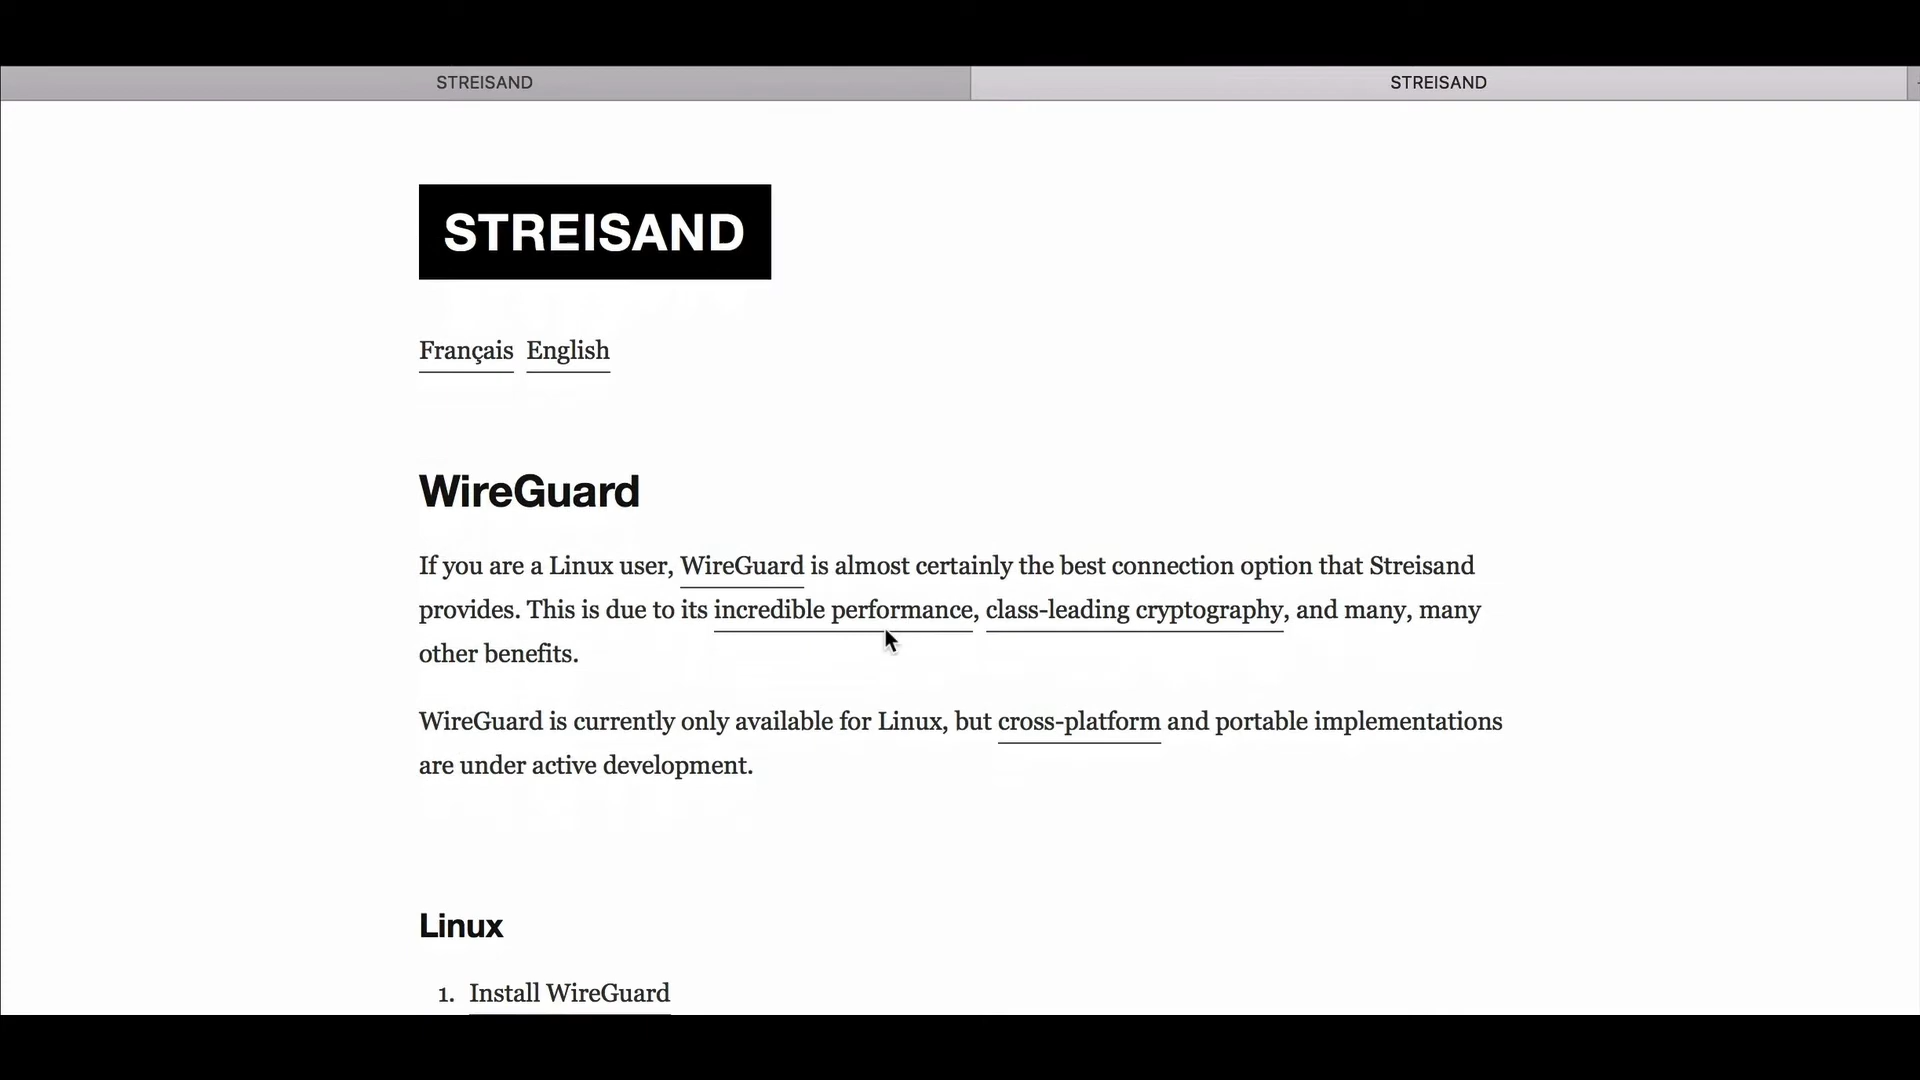 STREISAND STREISAND
STREISAND
Français English
WireGuard
If you are a Linux user, WireGuard is almost certainly the best connection option that Streisand
provides. This is due to its incredible performance, class-leading cryptography, and many, many
other benefits.
WireGuard is currently only available for Linux, but cross-platform and portable implementations
are under active development.
Linux
1. Install WireGuard